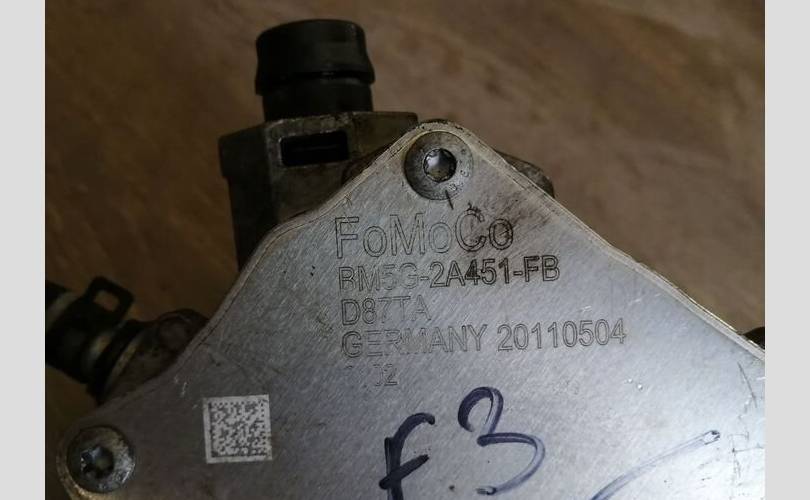 FoMoCo
BM5G-2A451-FB
D87TA
GERMANY 20110504
F3